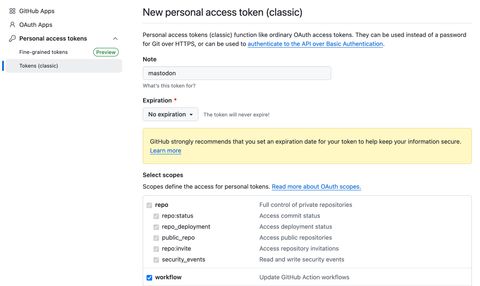 GitHub Apps
OAuth Apps
Personal access tokens
Fine-grained tokens Preview
Tokens (classic)
New personal access token (classic)
Personal access tokens (classic) function like ordinary OAuth access tokens. They can be used instead of a password
for Git over HTTPS, or can be used to authenticate to the API over Basic Authentication.
Note
mastodon
What's this token for?
Expiration *
No expiration The token will never expire!
GitHub strongly recommends that you set an expiration date for your token to help keep your information secure.
Learn more
Select scopes
Scopes define the access for personal tokens. Read more about OAuth scopes.
repo Full control of private repositories
repo:status Access commit status
repo_deployment Access deployment status
public_repo Access public repositories
repo:invite Access repository invitations
security_events Read and write security events
workflow Update GitHub Action workflows